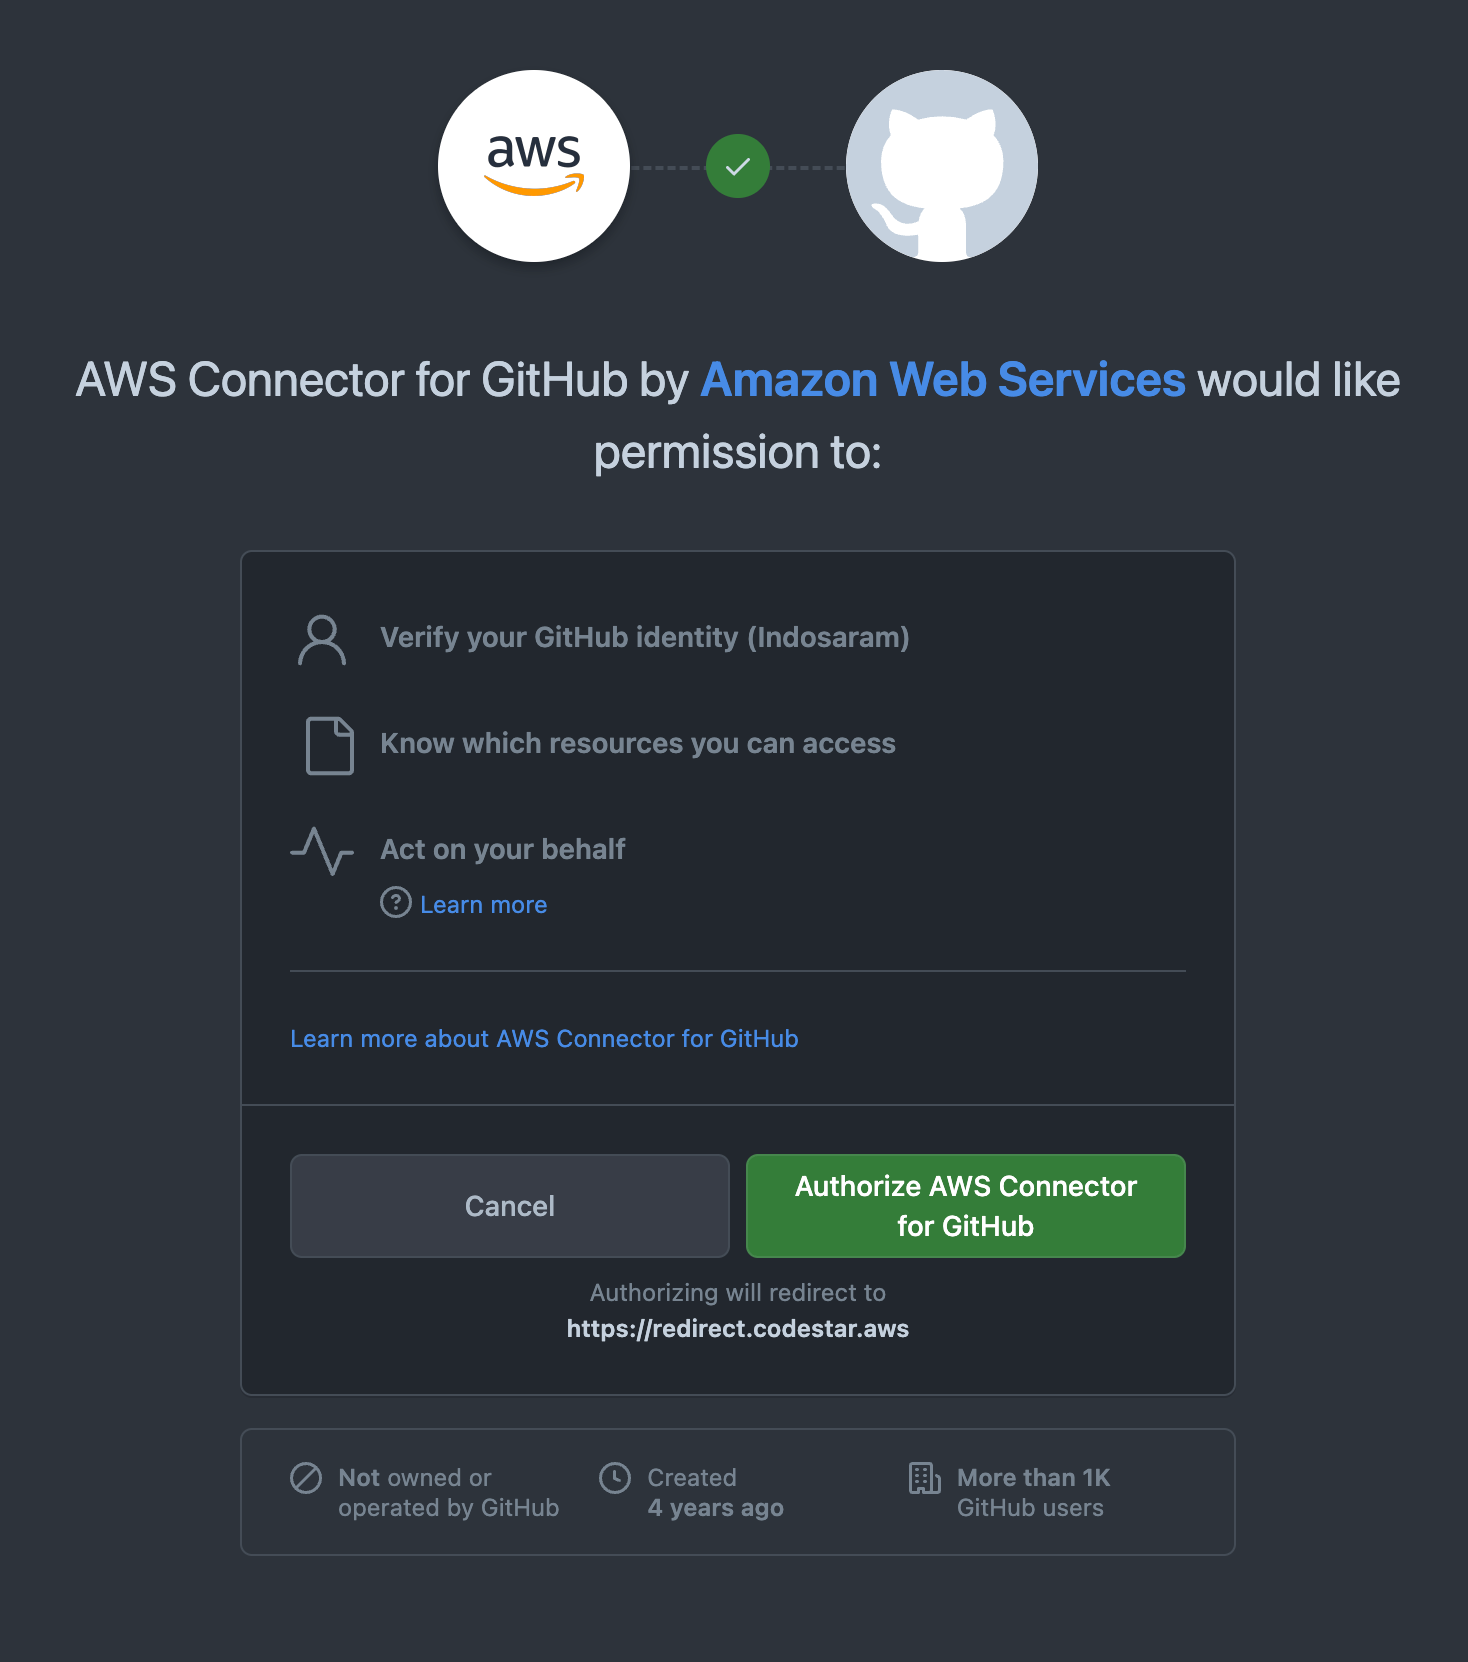 aws
AWS Connector for GitHub by Amazon Web Services would like
permission to:
Verify your GitHub identity (Indosaram)
Know which resources you can access
Act on your behalf
Learn more
Learn more about AWS Connector for GitHub
Cancel
Authorize AWS Connector
for GitHub
Authorizing will redirect to
https://redirect.codestar.aws
Not owned or
operated by GitHub
Created
4 years ago
More than 1K
GitHub users